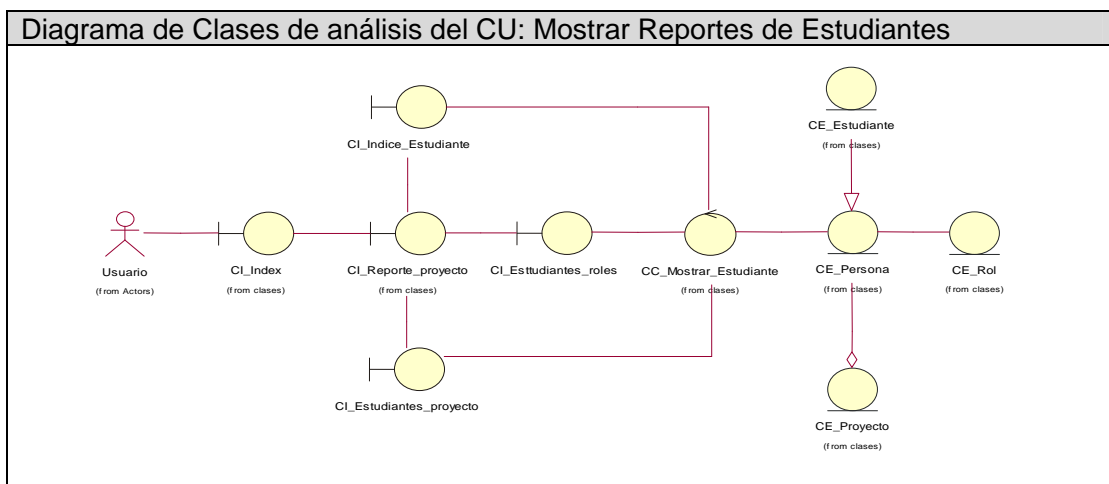 Diagrama de Clases de análisis del CU: Mostrar Reportes de Estudiantes
CI_Indice_Estudiante
CE_Estudiante
(from clases)
Usuario
(from Actors)
CI_Index
(from clases)
CI_Reporte_proyecto
(from clases)
CI_Esttudiantes_roles
CC_Mostrar_Estudiante
(from clases)
CE_Persona
(from clases)
CE_Rol
(from clases)
CI_Estudiantes_proyecto
CE_Proyecto
(from clases)